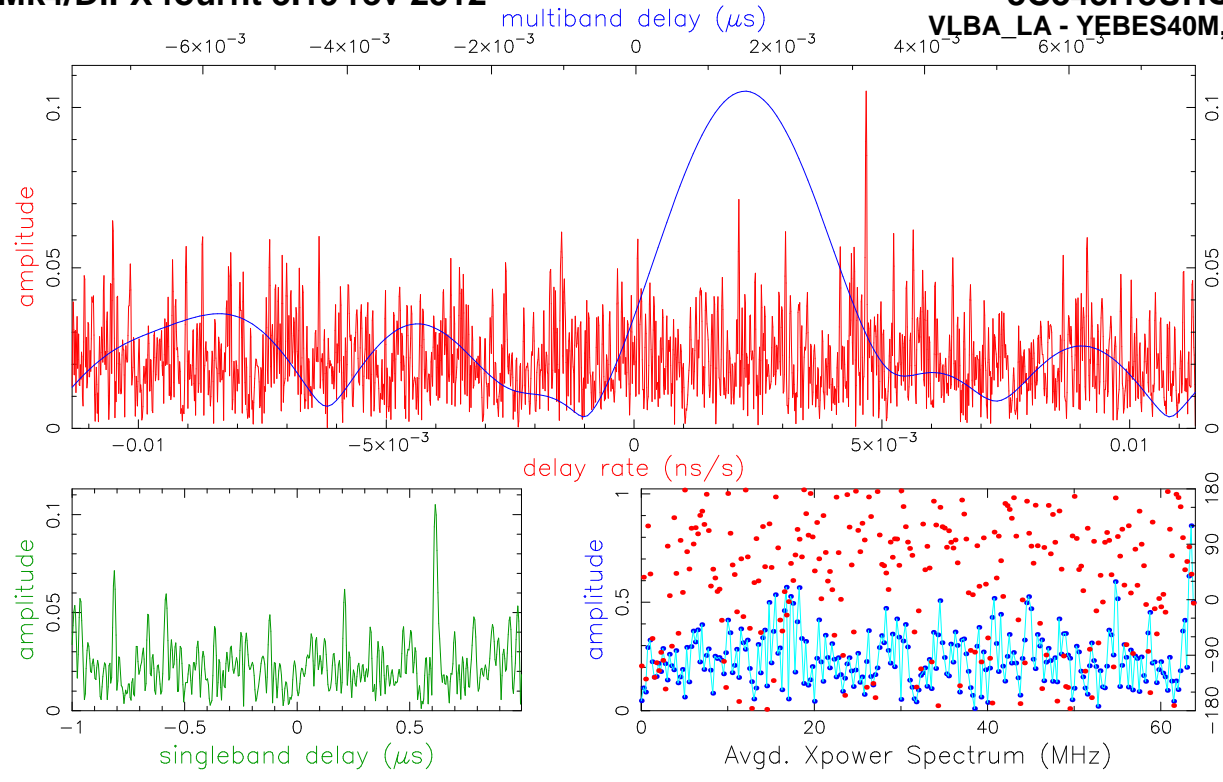 multiband delay (μs)
VLBA_LA - YEBES40M,
−6×10⁻³ −4×10⁻³ −2×10⁻³ 0 2×10⁻³ 4×10⁻³ 6×10⁻³
amplitude
0 0.05 0.1
0 0.05 0.1
−0.01 −5×10⁻³ 0 5×10⁻³ 0.01
delay rate (ns/s)
amplitude
0 0.05 0.1
−1 −0.5 0 0.5
singleband delay (μs)
amplitude
0 0.5 1
−180 −90 0 90 180
0 20 40 60
Avgd. Xpower Spectrum (MHz)